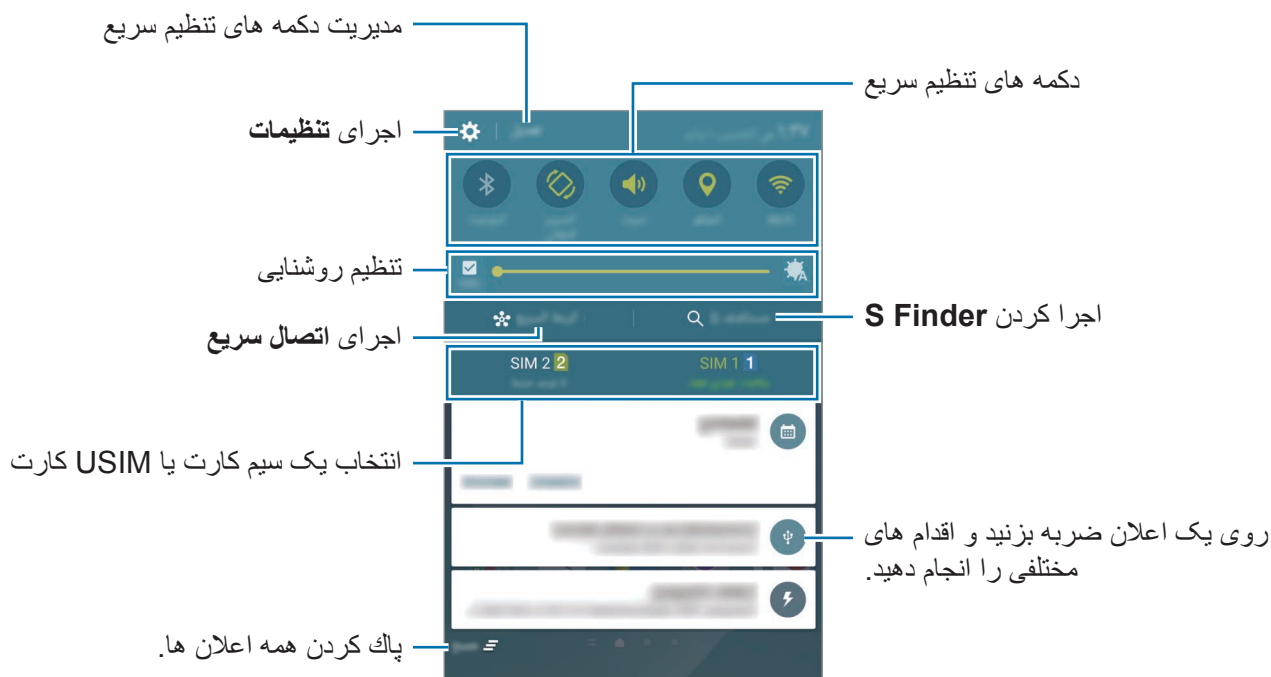 مدیریت دکمه های تنظیم سریع
دکمه های تنظیم سریع
اجرای تنظیمات
تنظیم روشنایی
اجرا کردن S Finder
اجرای اتصال سریع
SIM 2 2
SIM 1 1
انتخاب یک سیم کارت یا USIM کارت
روی یک اعلان ضربه بزنید و اقدام های
مختلفی را انجام دهید.
پاك کردن همه اعلان ها.